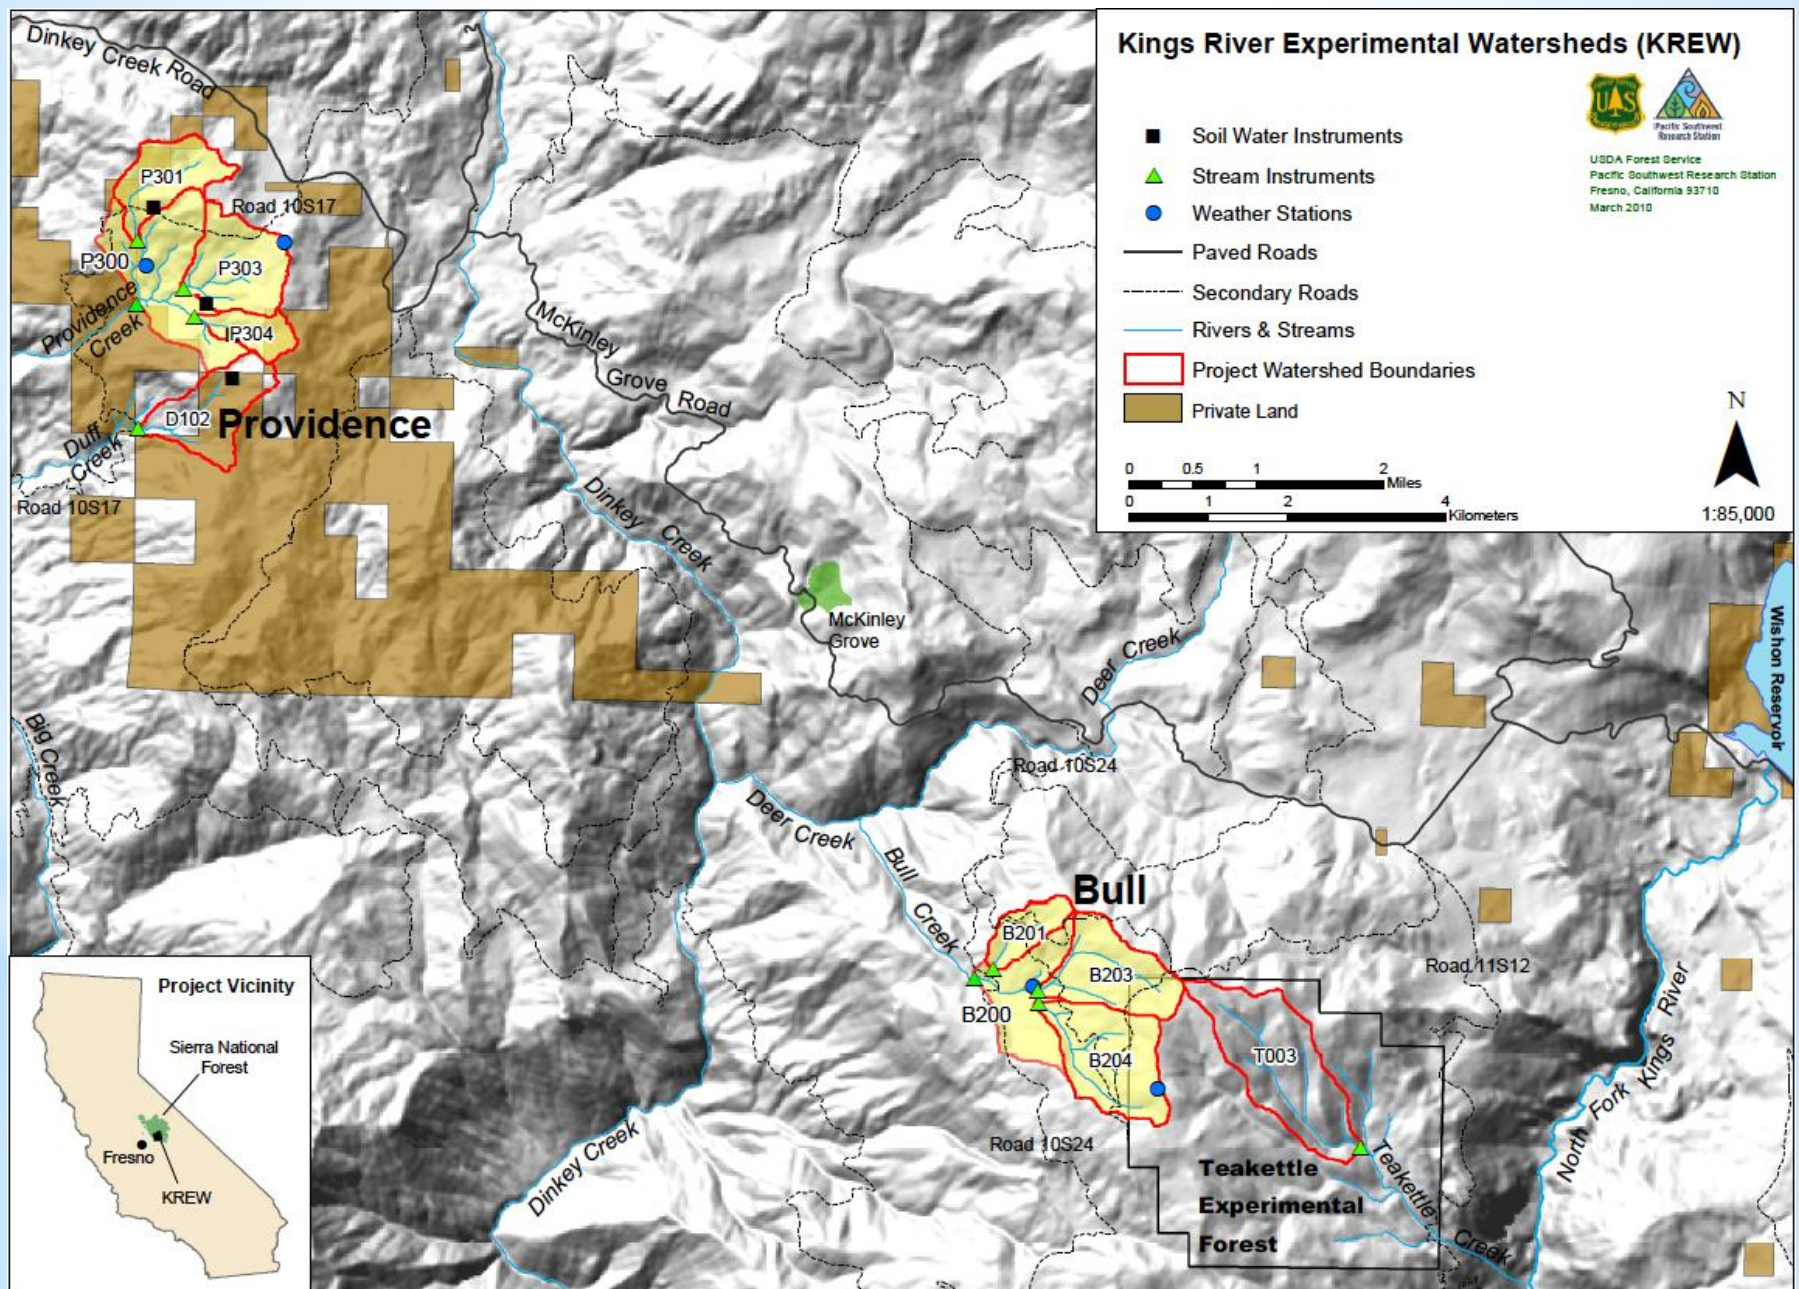 Kings River Experimental Watersheds (KREW)
Soil Water Instruments
Stream Instruments
Weather Stations
Paved Roads
Secondary Roads
Rivers & Streams
Project Watershed Boundaries
Private Land
U S
Pacific Southwest
Research Station
USDA Forest Service
Pacific Southwest Research Station
Fresno, California 93710
March 2010
N
0 0.5 1 2
Miles
0 1 2 4
Kilometers
1:85,000
Dinkey Creek Road
P301
Road 10S17
P300
P303
Providence
Creek
P304
D102
Providence
Duff
Creek
Road 10S17
McKinley
Grove Road
Dinkey Creek
McKinley
Grove
Deer Creek
Wishon Reservoir
Big Creek
Road 10S24
Deer Creek
Bull
Creek
Bull
B201
B203
B200
B204
T003
Road 11S12
North Fork Kings River
Road 10S24
Dinkey Creek
Teakettle
Experimental
Forest
Teakettle
Creek
Project Vicinity
Sierra National
Forest
Fresno
KREW